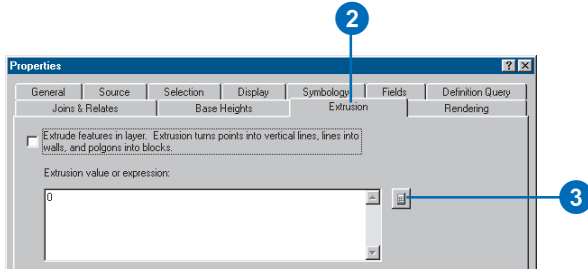 2
Properties
General Source Selection Display Symbology Fields Definition Query
Joins & Relates Base Heights Extrusion Rendering
Extrude features in layer. Extrusion turns points into vertical lines, lines into
walls, and polgons into blocks.
Extrusion value or expression:
0
3